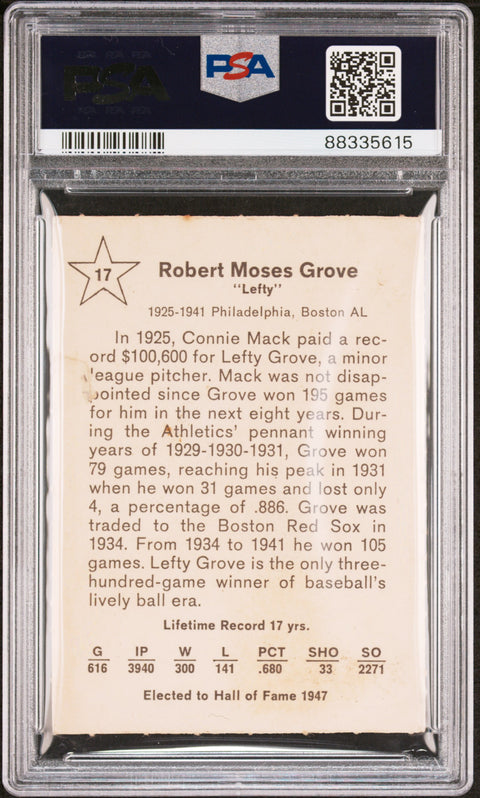 PSA
PSA
88335615
17
Robert Moses Grove
"Lefty"
1925-1941 Philadelphia, Boston AL
In 1925, Connie Mack paid a rec-
ord $100,600 for Lefty Grove, a minor
league pitcher. Mack was not disap-
pointed since Grove won 195 games
for him in the next eight years. Dur-
ing the Athletics' pennant winning
years of 1929-1930-1931, Grove won
79 games, reaching his peak in 1931
when he won 31 games and lost only
4, a percentage of .886. Grove was
traded to the Boston Red Sox in
1934. From 1934 to 1941 he won 105
games. Lefty Grove is the only three-
hundred-game winner of baseball's
lively ball era.
Lifetime Record 17 yrs.
G IP W L PCT SHO SO
616 3940 300 141 .680 33 2271
Elected to Hall of Fame 1947